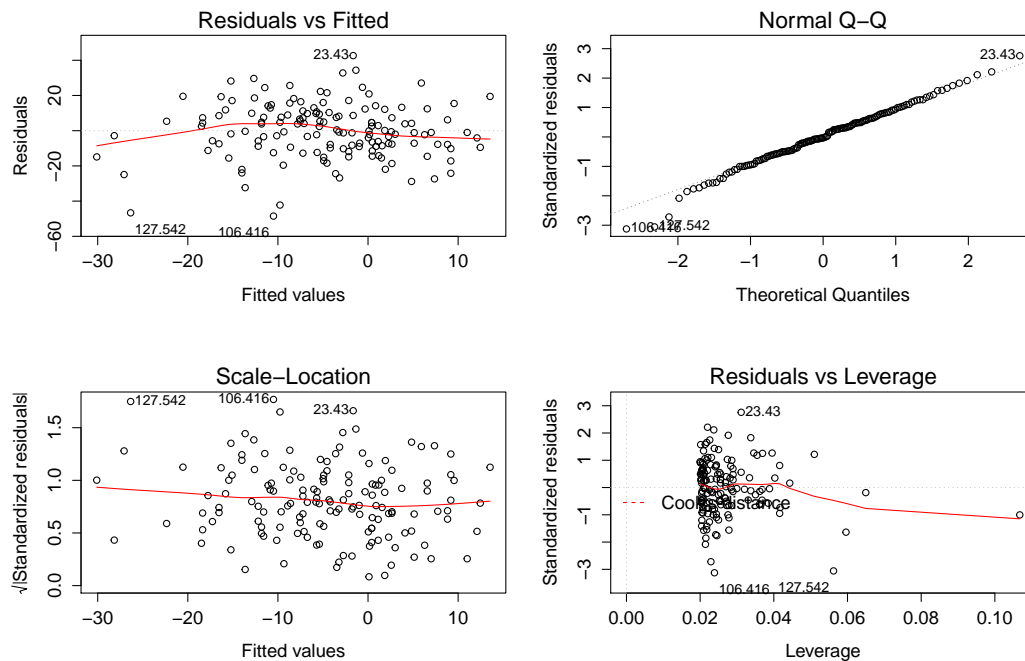 Residuals vs Fitted
Residuals
20
−20
−60
23.43
127.542
106.416
−30 −20 −10 0 10
Fitted values
Normal Q−Q
Standardized residuals
3
1
−1
−3
23.43
106.416
127.542
−2 −1 0 1 2
Theoretical Quantiles
Scale−Location
√|Standardized residuals|
1.5
1.0
0.5
0.0
127.542
106.416
23.43
−30 −20 −10 0 10
Fitted values
Residuals vs Leverage
Standardized residuals
3
1
−1
−3
23.43
Cook's distance
106.416
127.542
0.00 0.02 0.04 0.06 0.08 0.10
Leverage